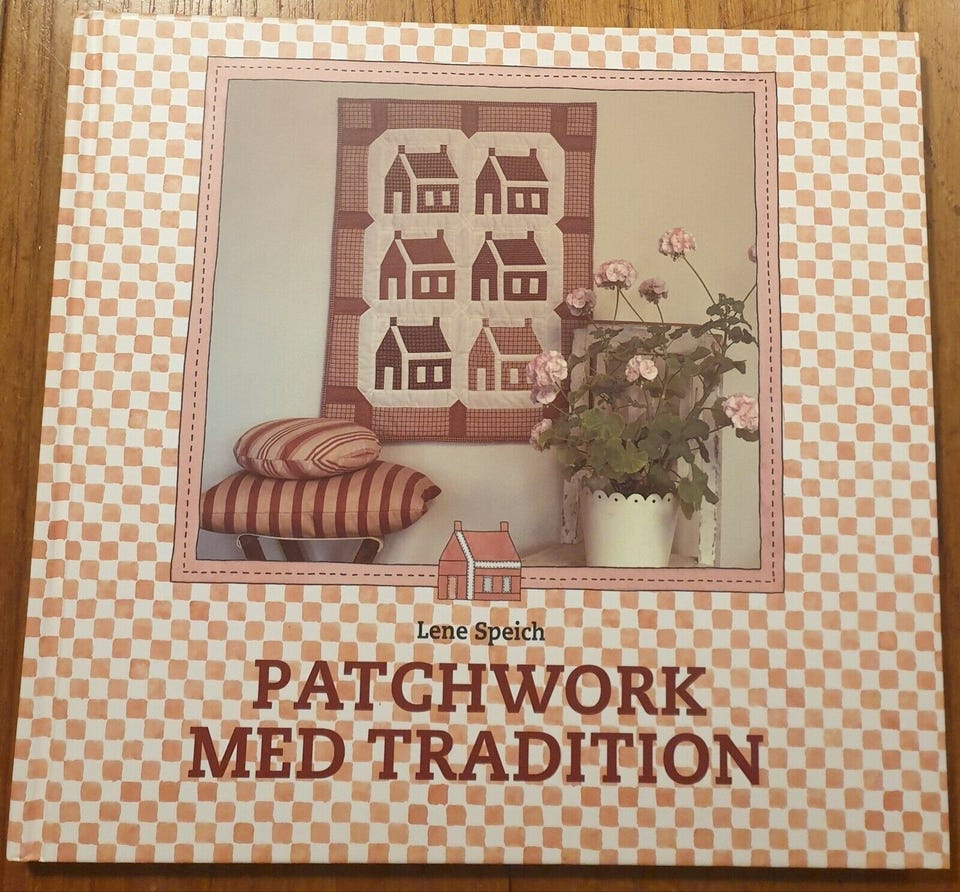 Lene Speich
PATCHWORK
MED TRADITION